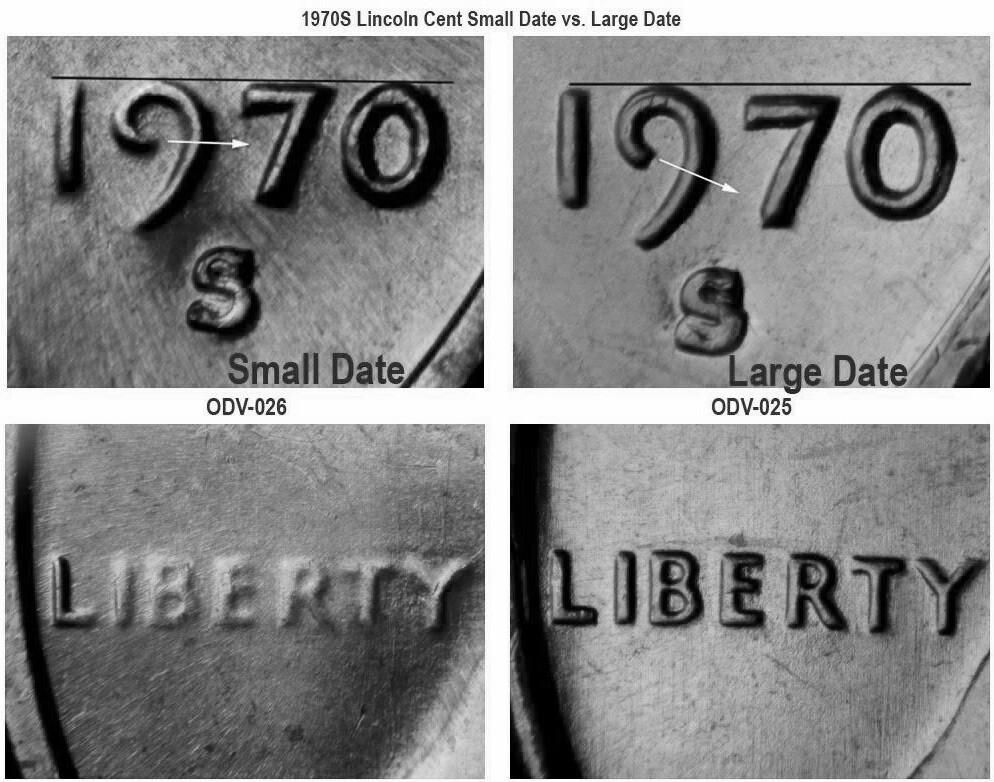 1970S Lincoln Cent Small Date vs. Large Date
1970
S
Small Date
ODV-026
1970
S
Large Date
ODV-025
LIBERTY
LIBERTY